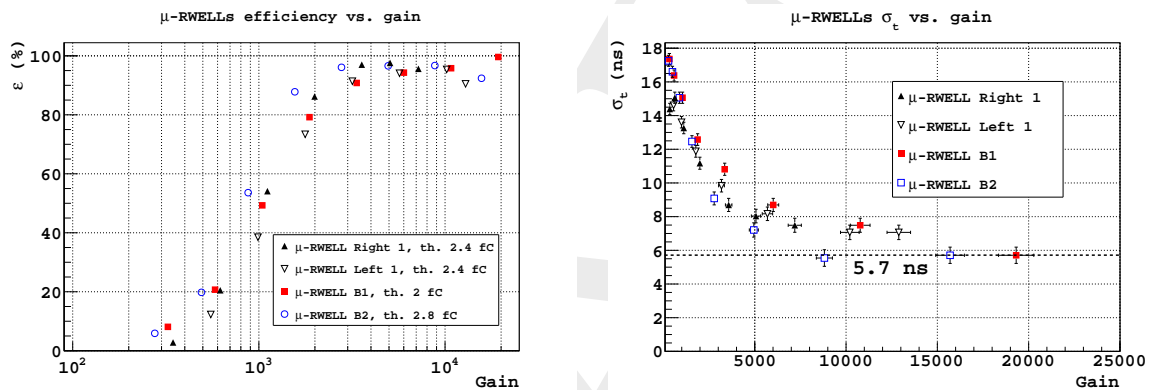 μ-RWELLs efficiency vs. gain
ε (%)
100
80
60
40
20
0
μ-RWELL Right 1, th. 2.4 fC
μ-RWELL Left 1, th. 2.4 fC
μ-RWELL B1, th. 2 fC
μ-RWELL B2, th. 2.8 fC
10²
10³
10⁴
Gain
μ-RWELLs σₜ vs. gain
σₜ (ns)
18
16
14
12
10
8
6
4
2
0
μ-RWELL Right 1
μ-RWELL Left 1
μ-RWELL B1
μ-RWELL B2
5.7 ns
5000
10000
15000
20000
25000
Gain